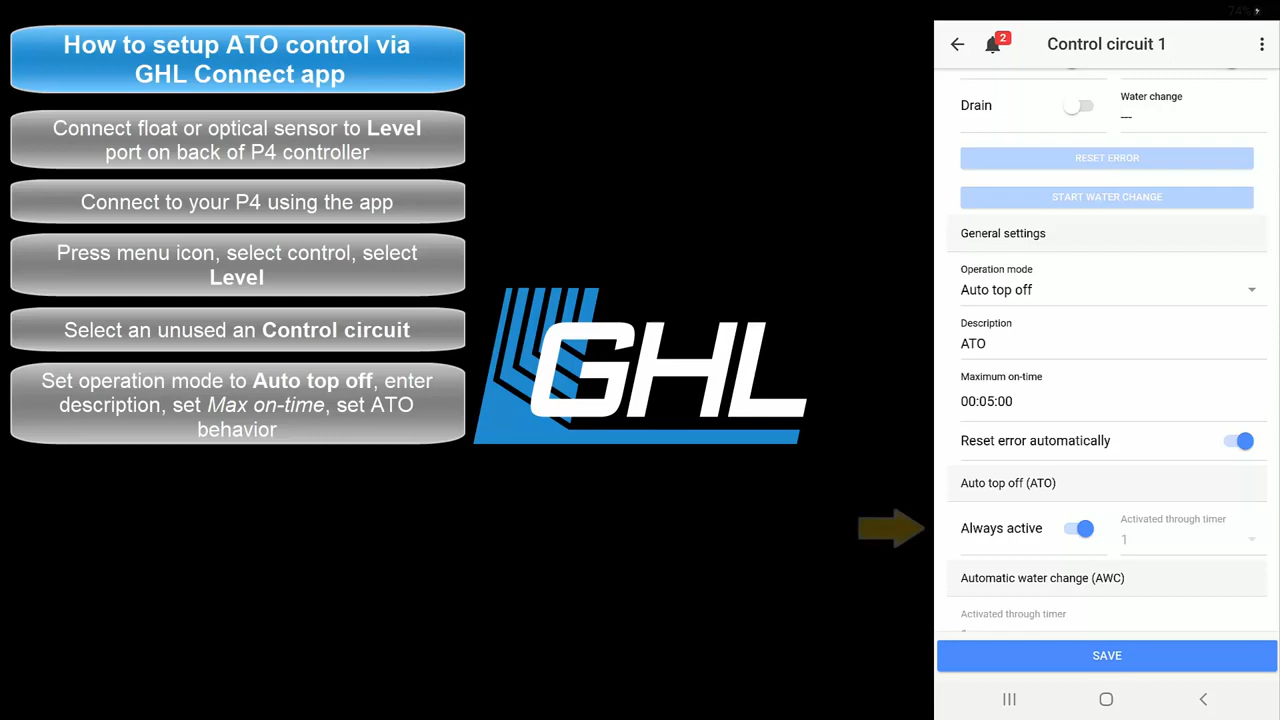 How to setup ATO control via
GHL Connect app
Connect float or optical sensor to Level
port on back of P4 controller
Connect to your P4 using the app
Press menu icon, select control, select
Level
Select an unused an Control circuit
Set operation mode to Auto top off, enter
description, set Max on-time, set ATO
behavior
GHL
74%
2
Control circuit 1
Drain
Water change
---
RESET ERROR
START WATER CHANGE
General settings
Operation mode
Auto top off
Description
ATO
Maximum on-time
00:05:00
Reset error automatically
Auto top off (ATO)
Always active
Activated through timer
1
Automatic water change (AWC)
Activated through timer
SAVE